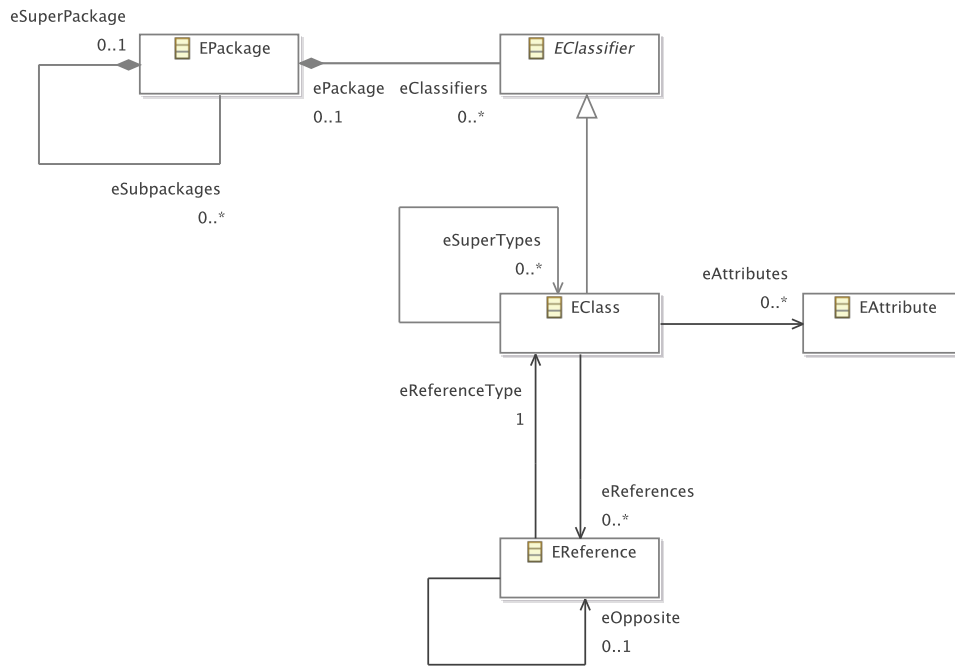 eSuperPackage
0..1
EPackage
EClassifier
ePackage eClassifiers
0..1
0..*
eSubpackages
0..*
eSuperTypes
0..*
eAttributes
0..*
EClass
EAttribute
eReferenceType
1
eReferences
0..*
EReference
eOpposite
0..1